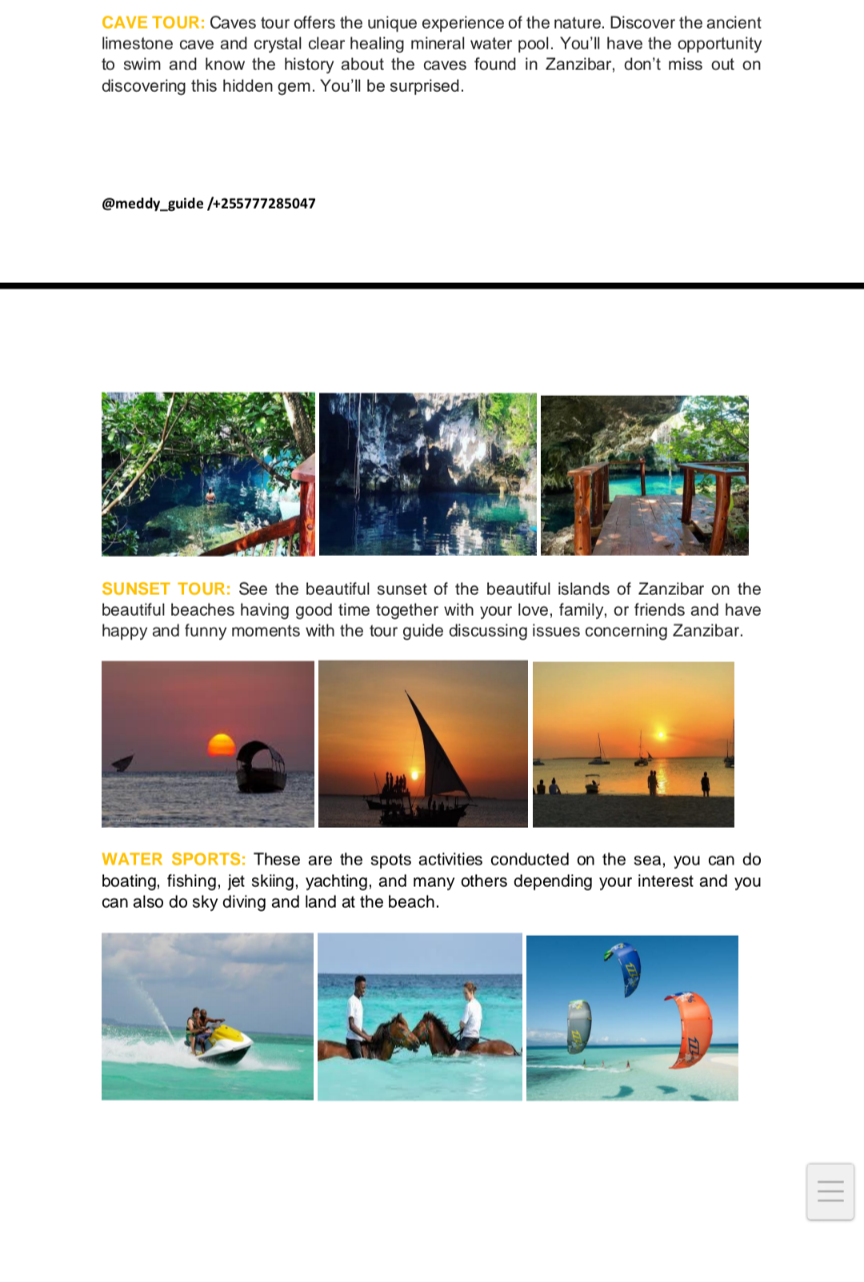 CAVE TOUR: Caves tour offers the unique experience of the nature. Discover the ancient
limestone cave and crystal clear healing mineral water pool. You’ll have the opportunity
to swim and know the history about the caves found in Zanzibar, don’t miss out on
discovering this hidden gem. You’ll be surprised.
@meddy_guide /+255777285047
SUNSET TOUR: See the beautiful sunset of the beautiful islands of Zanzibar on the
beautiful beaches having good time together with your love, family, or friends and have
happy and funny moments with the tour guide discussing issues concerning Zanzibar.
WATER SPORTS: These are the spots activities conducted on the sea, you can do
boating, fishing, jet skiing, yachting, and many others depending your interest and you
can also do sky diving and land at the beach.